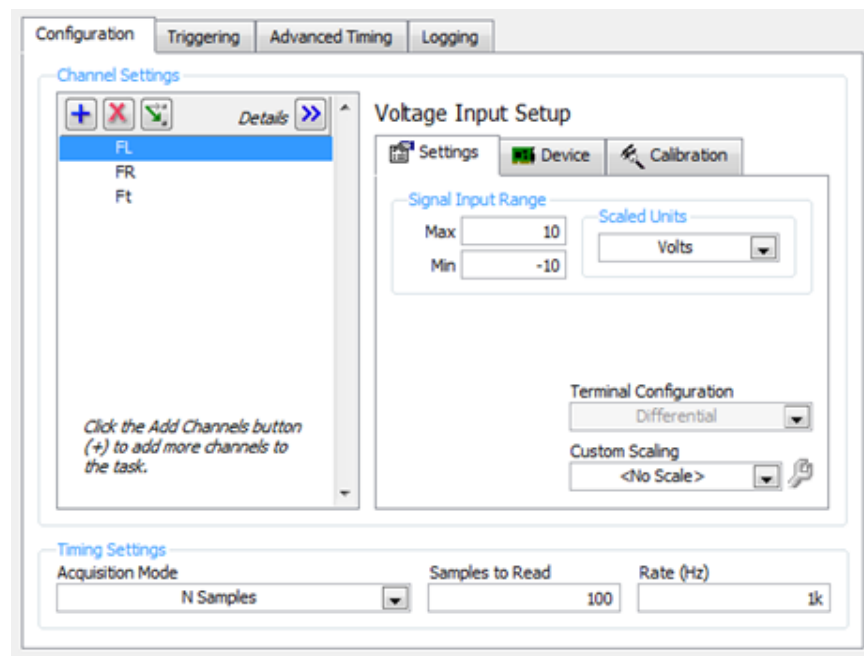 Configuration Triggering Advanced Timing Logging
Channel Settings
Details
FL
FR
Ft
Click the Add Channels button
(+) to add more channels to
the task.
Voltage Input Setup
Settings Device Calibration
Signal Input Range
Max 10
Min -10
Scaled Units
Volts
Terminal Configuration
Differential
Custom Scaling
<No Scale>
Timing Settings
Acquisition Mode Samples to Read Rate (Hz)
N Samples 100 1k